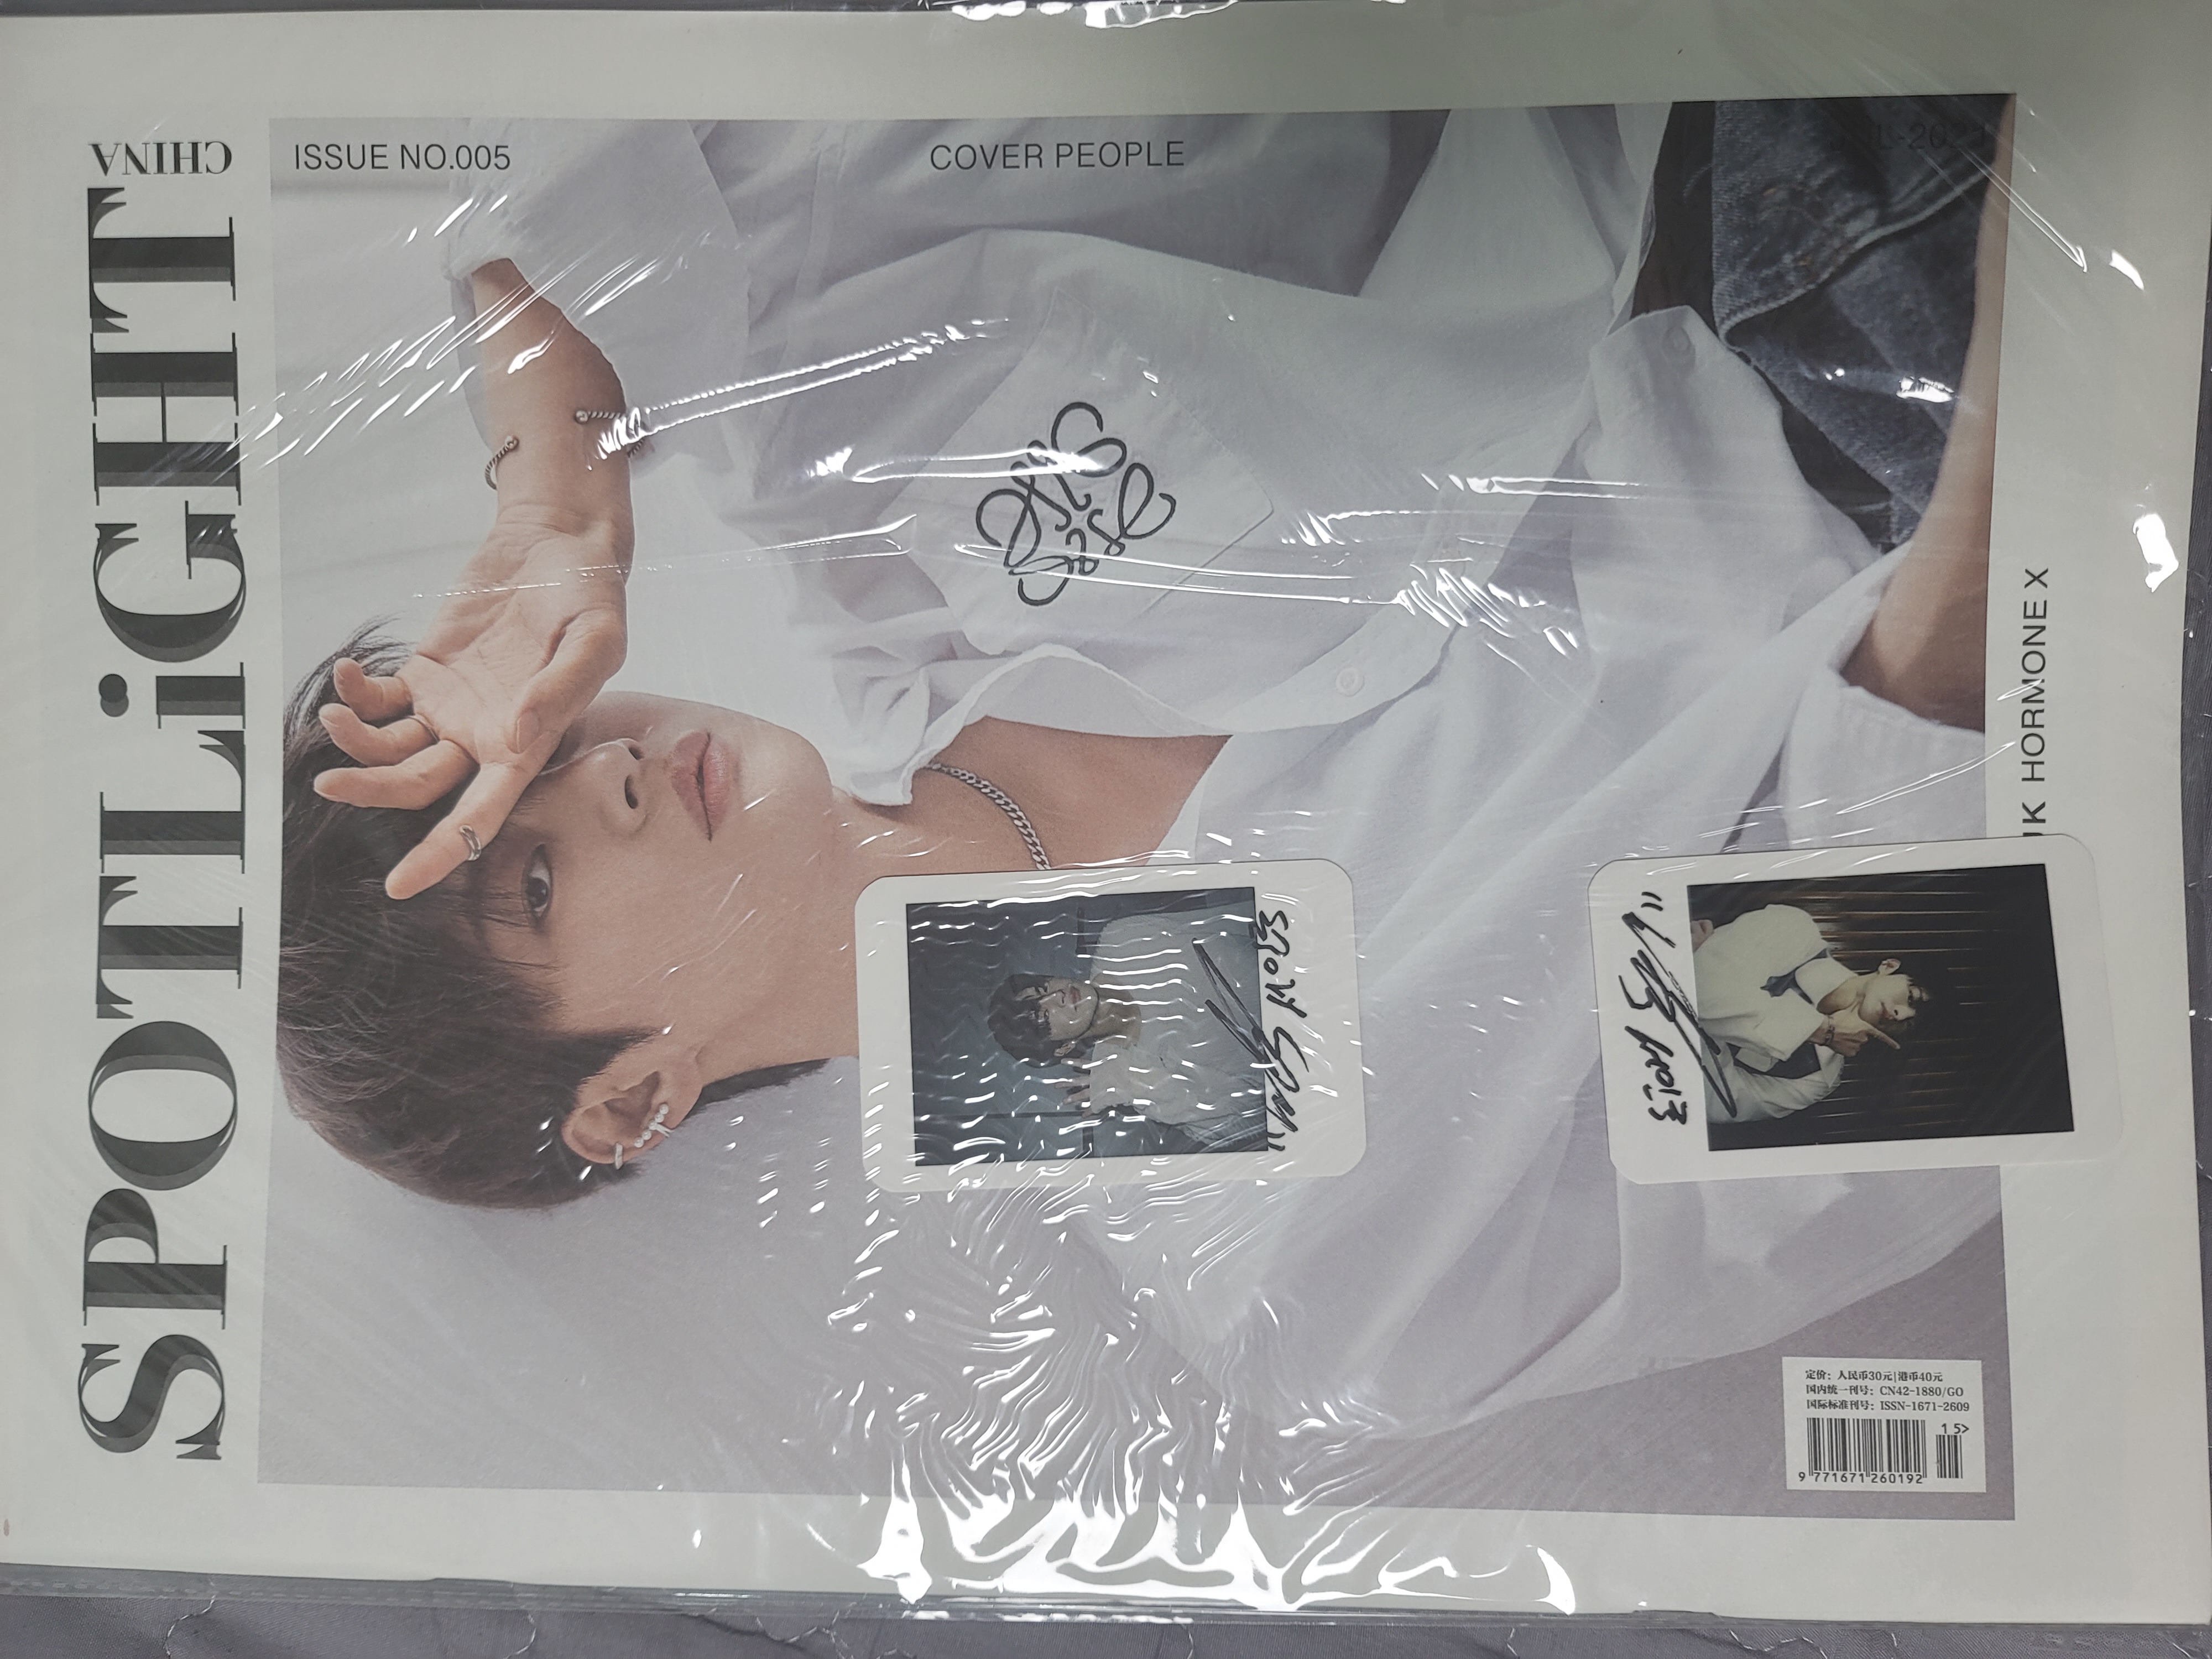 SPOTLiGHT
CHINA
ISSUE NO.005
COVER PEOPLE
HORMONE X
定价：人民币30元|港币40元
国内统一刊号：CN42-1880/GO
国际标准刊号：ISSN-1671-2609
15>
9 771671 260192